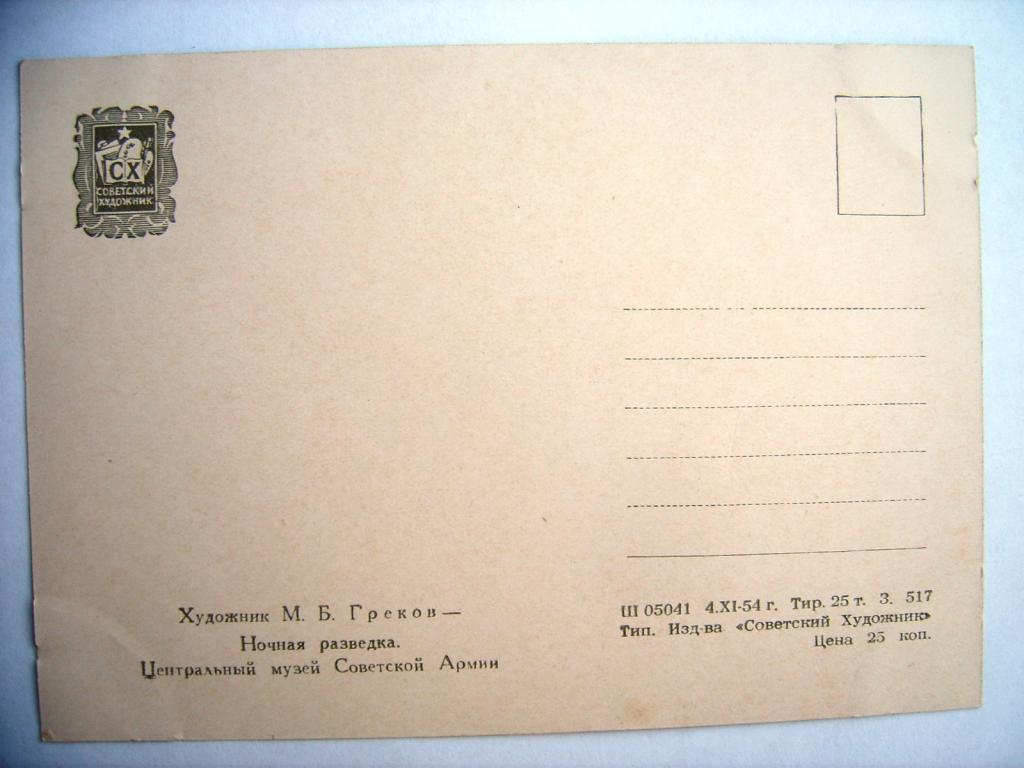 СХ
СОВЕТСКИЙ
ХУДОЖНИК
Художник М. Б. Греков —
Ночная разведка.
Центральный музей Советской Армии
Ш 05041 4.XI-54 г. Тир. 25 т. З. 517
Тип. Изд-ва «Советский Художник»
Цена 25 коп.